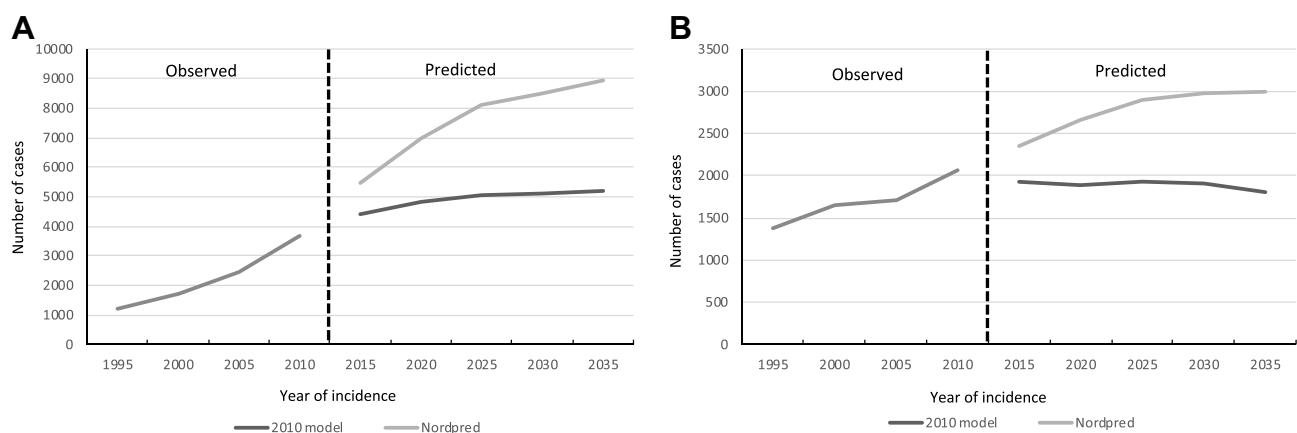 A
10000
9000
8000
7000
6000
5000
4000
3000
2000
1000
0
Number of cases
Observed
Predicted
1995 2000 2005 2010 2015 2020 2025 2030 2035
Year of incidence
2010 model Nordpred
B
3500
3000
2500
2000
1500
1000
500
0
Number of cases
Observed
Predicted
1995 2000 2005 2010 2015 2020 2025 2030 2035
Year of incidence
2010 model Nordpred